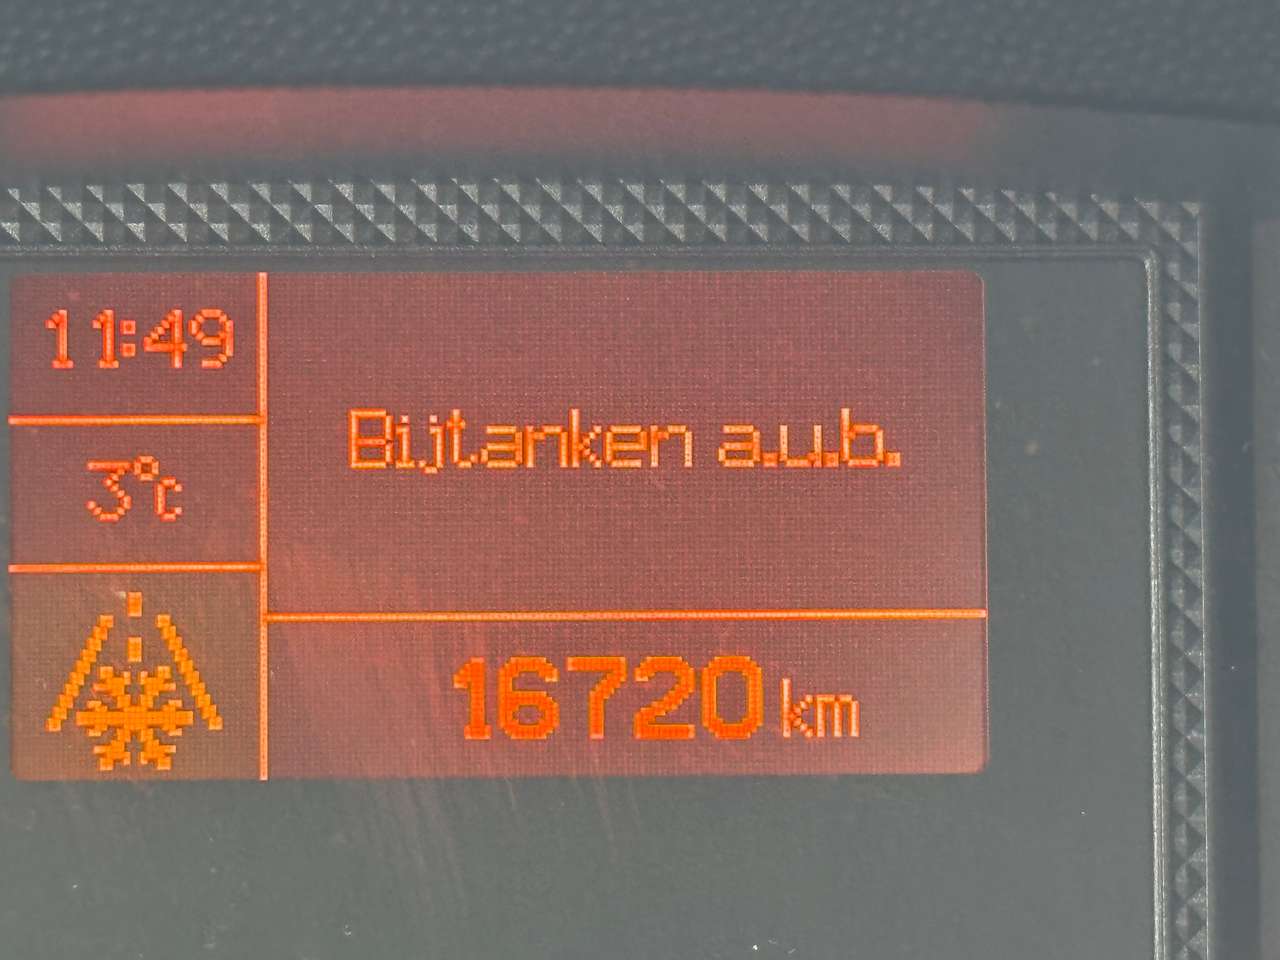 11:49
3°C
Bijtanken a.u.b.
16720 km